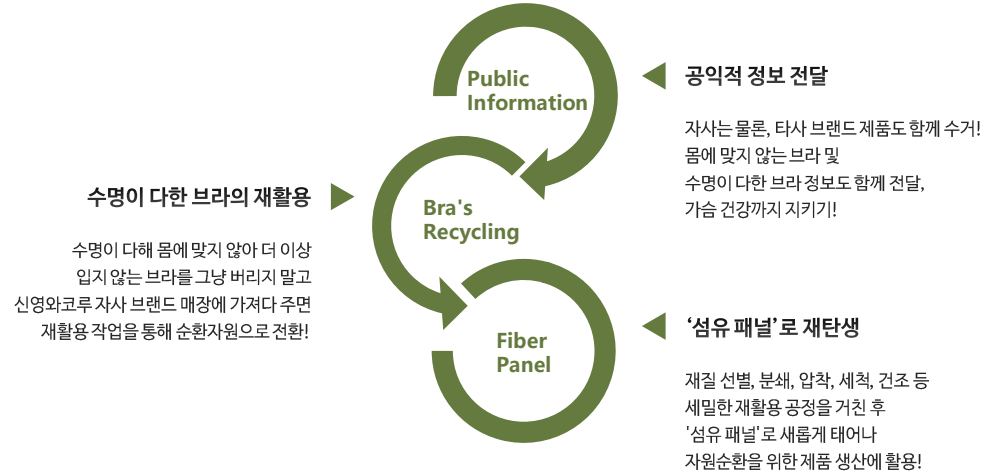 Public
Information
공익적 정보 전달
자사는 물론, 타사 브랜드 제품도 함께 수거!
몸에 맞지 않는 브라 및
수명이 다한 브라 정보도 함께 전달,
가슴 건강까지 지키기!
수명이 다한 브라의 재활용
수명이 다해 몸에 맞지 않아 더 이상
입지 않는 브라를 그냥 버리지 말고
신영와코루 자사 브랜드 매장에 가져다 주면
재활용 작업을 통해 순환자원으로 전환!
Bra's
Recycling
Fiber
Panel
‘섬유 패널’로 재탄생
재질 선별, 분쇄, 압착, 세척, 건조 등
세밀한 재활용 공정을 거친 후
'섬유 패널'로 새롭게 태어나
자원순환을 위한 제품 생산에 활용!